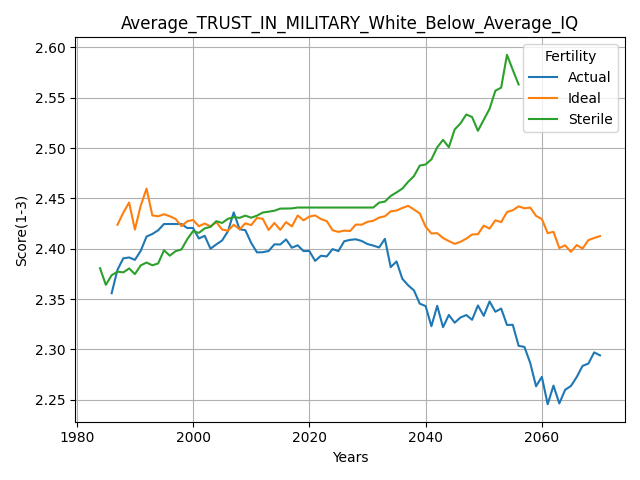 Average_TRUST_IN_MILITARY_White_Below_Average_IQ
Score(1-3)
2.60
2.55
2.50
2.45
2.40
2.35
2.30
2.25
Fertility
Actual
Ideal
Sterile
1980
2000
2020
2040
2060
Years